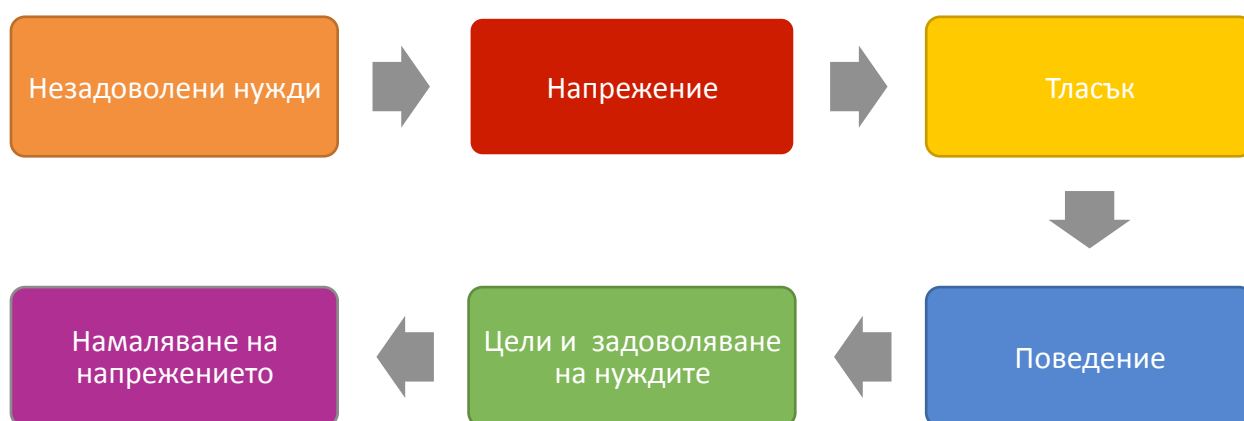 Незадоволени нужди
Напрежение
Тласък
Поведение
Цели и задоволяване
на нуждите
Намаляване на
напрежението